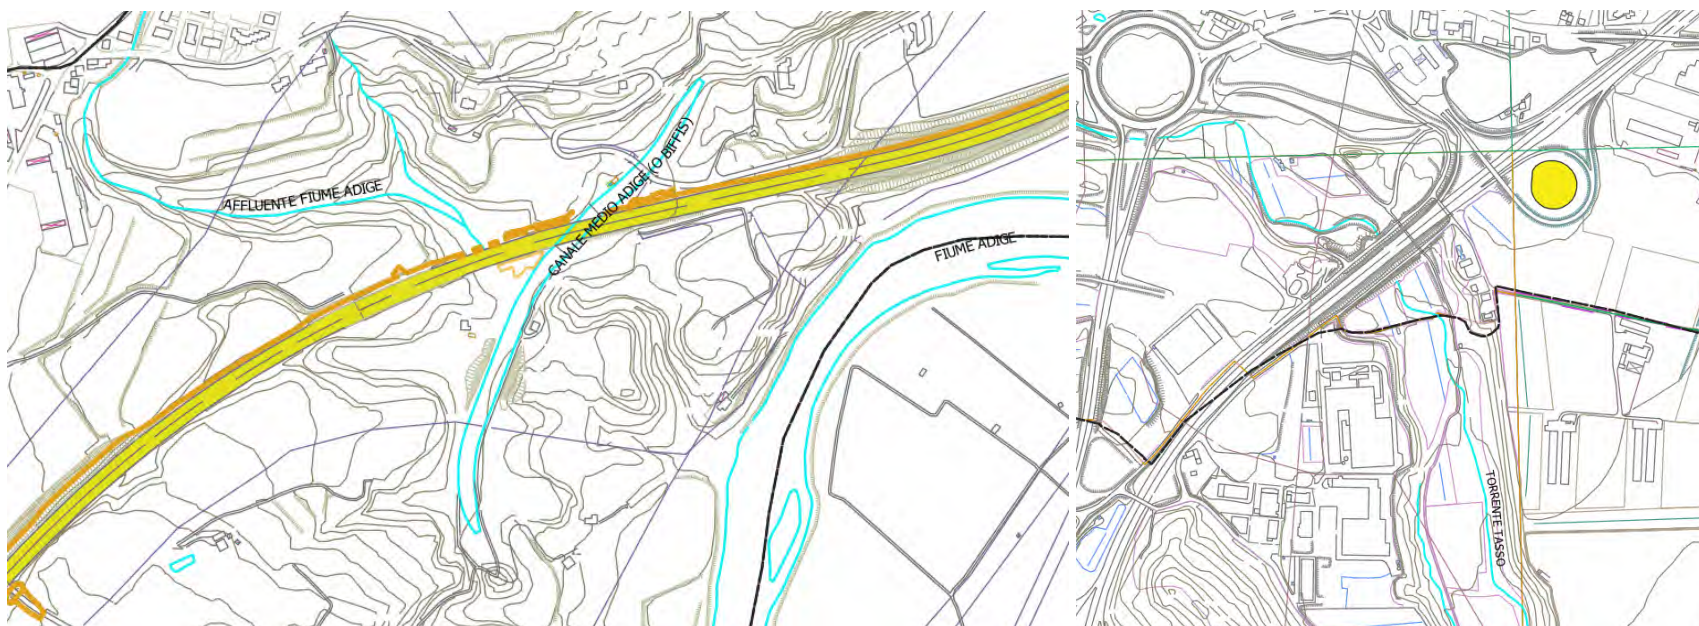 AFFLUENTE FIUME ADIGE
CANALE MEDIO ADIGE (O BIFFIS)
FIUME ADIGE
TORRENTE TASSO